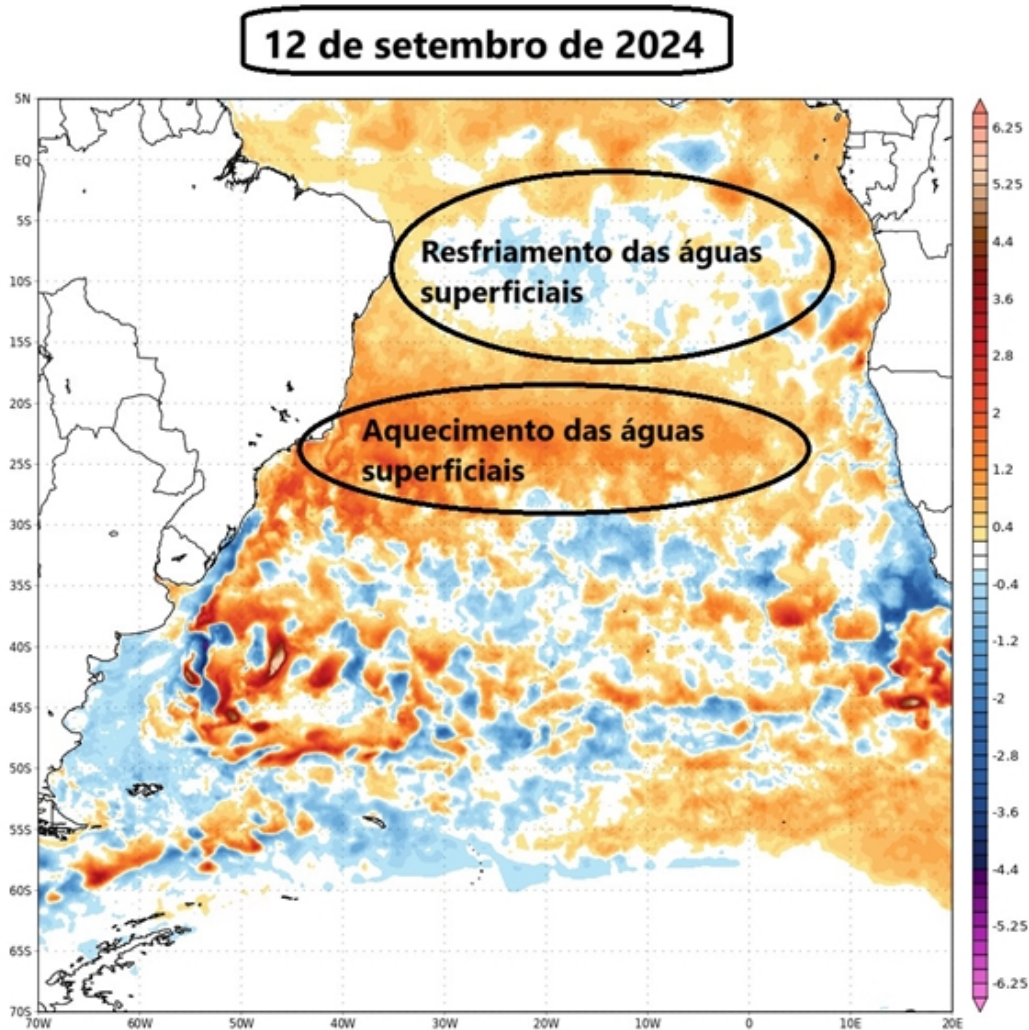 12 de setembro de 2024
5N
EQ
5S
10S
15S
20S
25S
30S
35S
40S
45S
50S
55S
60S
65S
70S
70W
60W
50W
40W
30W
20W
10W
0
10E
20E
Resfriamento das águas
superficiais
Aquecimento das águas
superficiais
6.25
5.25
4.4
3.6
2.8
2
1.2
0.4
-0.4
-1.2
-2
-2.8
-3.6
-4.4
-5.25
-6.25